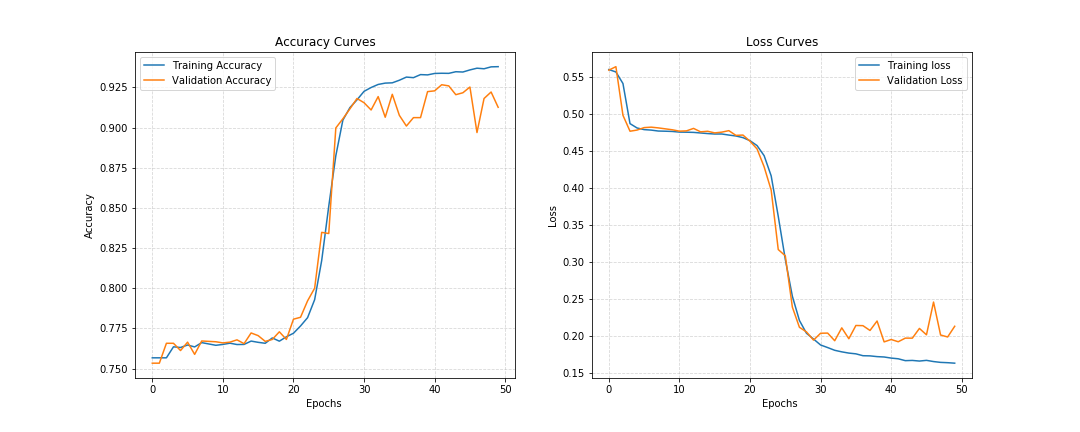 Accuracy Curves
Training Accuracy
Validation Accuracy
Accuracy
0.925
0.900
0.875
0.850
0.825
0.800
0.775
0.750
0 10 20 30 40 50
Epochs
Loss Curves
Training loss
Validation Loss
Loss
0.55
0.50
0.45
0.40
0.35
0.30
0.25
0.20
0.15
0 10 20 30 40 50
Epochs